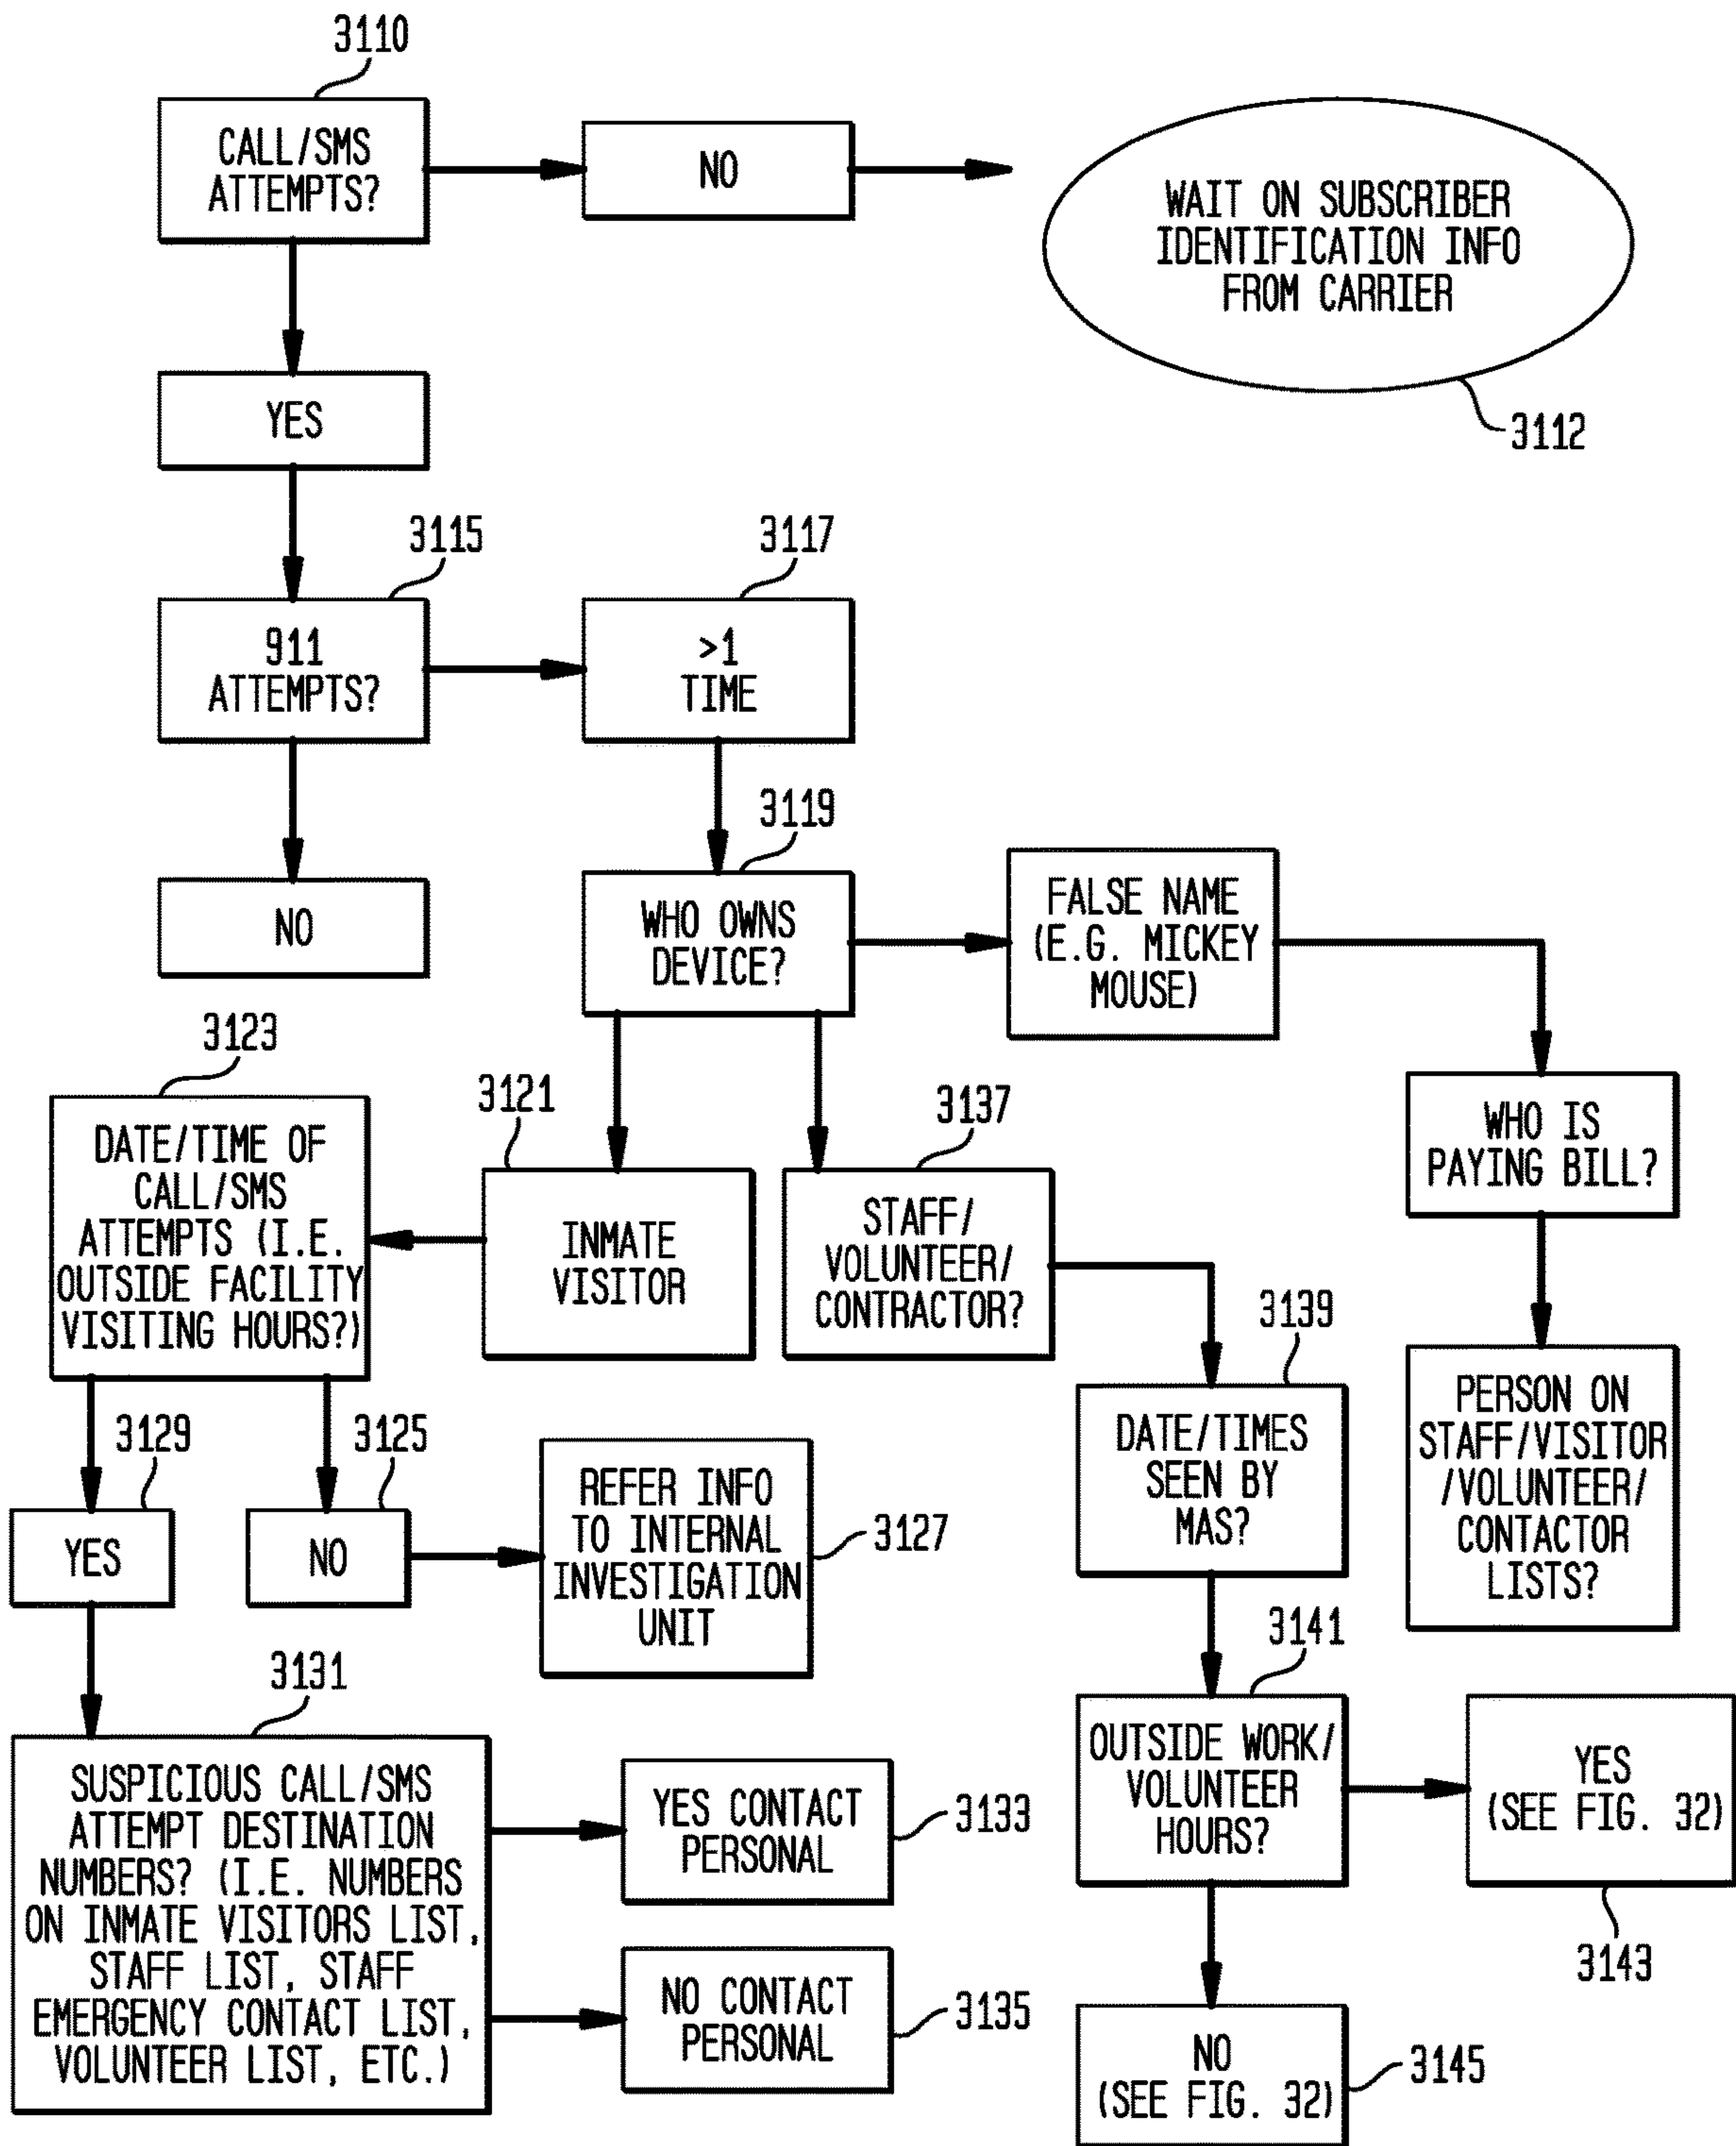 3110
CALL/SMS
ATTEMPTS?
NO
WAIT ON SUBSCRIBER
IDENTIFICATION INFO
FROM CARRIER
3112
YES
3115
911
ATTEMPTS?
3117
>1
TIME
NO
3119
WHO OWNS
DEVICE?
FALSE NAME
(E.G. MICKEY
MOUSE)
WHO IS
PAYING BILL?
PERSON ON
STAFF/VISITOR
/VOLUNTEER/
CONTACTOR
LISTS?
3121
INMATE
VISITOR
3123
DATE/TIME OF
CALL/SMS
ATTEMPTS (I.E.
OUTSIDE FACILITY
VISITING HOURS?)
3129
YES
3125
NO
REFER INFO
TO INTERNAL
INVESTIGATION
UNIT
3127
3131
SUSPICIOUS CALL/SMS
ATTEMPT DESTINATION
NUMBERS? (I.E. NUMBERS
ON INMATE VISITORS LIST,
STAFF LIST, STAFF
EMERGENCY CONTACT LIST,
VOLUNTEER LIST, ETC.)
YES CONTACT
PERSONAL
3133
NO CONTACT
PERSONAL
3135
3137
STAFF/
VOLUNTEER/
CONTRACTOR?
3139
DATE/TIMES
SEEN BY
MAS?
3141
OUTSIDE WORK/
VOLUNTEER
HOURS?
YES
(SEE FIG. 32)
3143
NO
(SEE FIG. 32)
3145